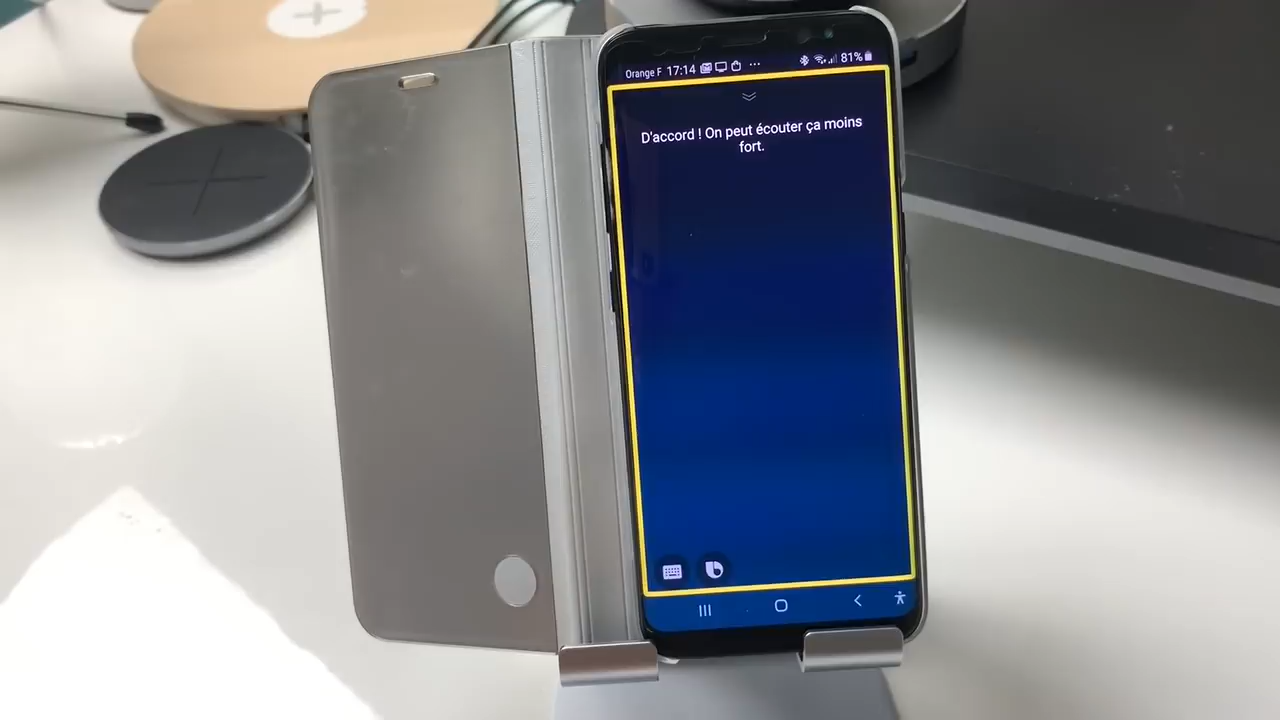 Orange F 17:14 ... 81%
D'accord ! On peut écouter ça moins
fort.